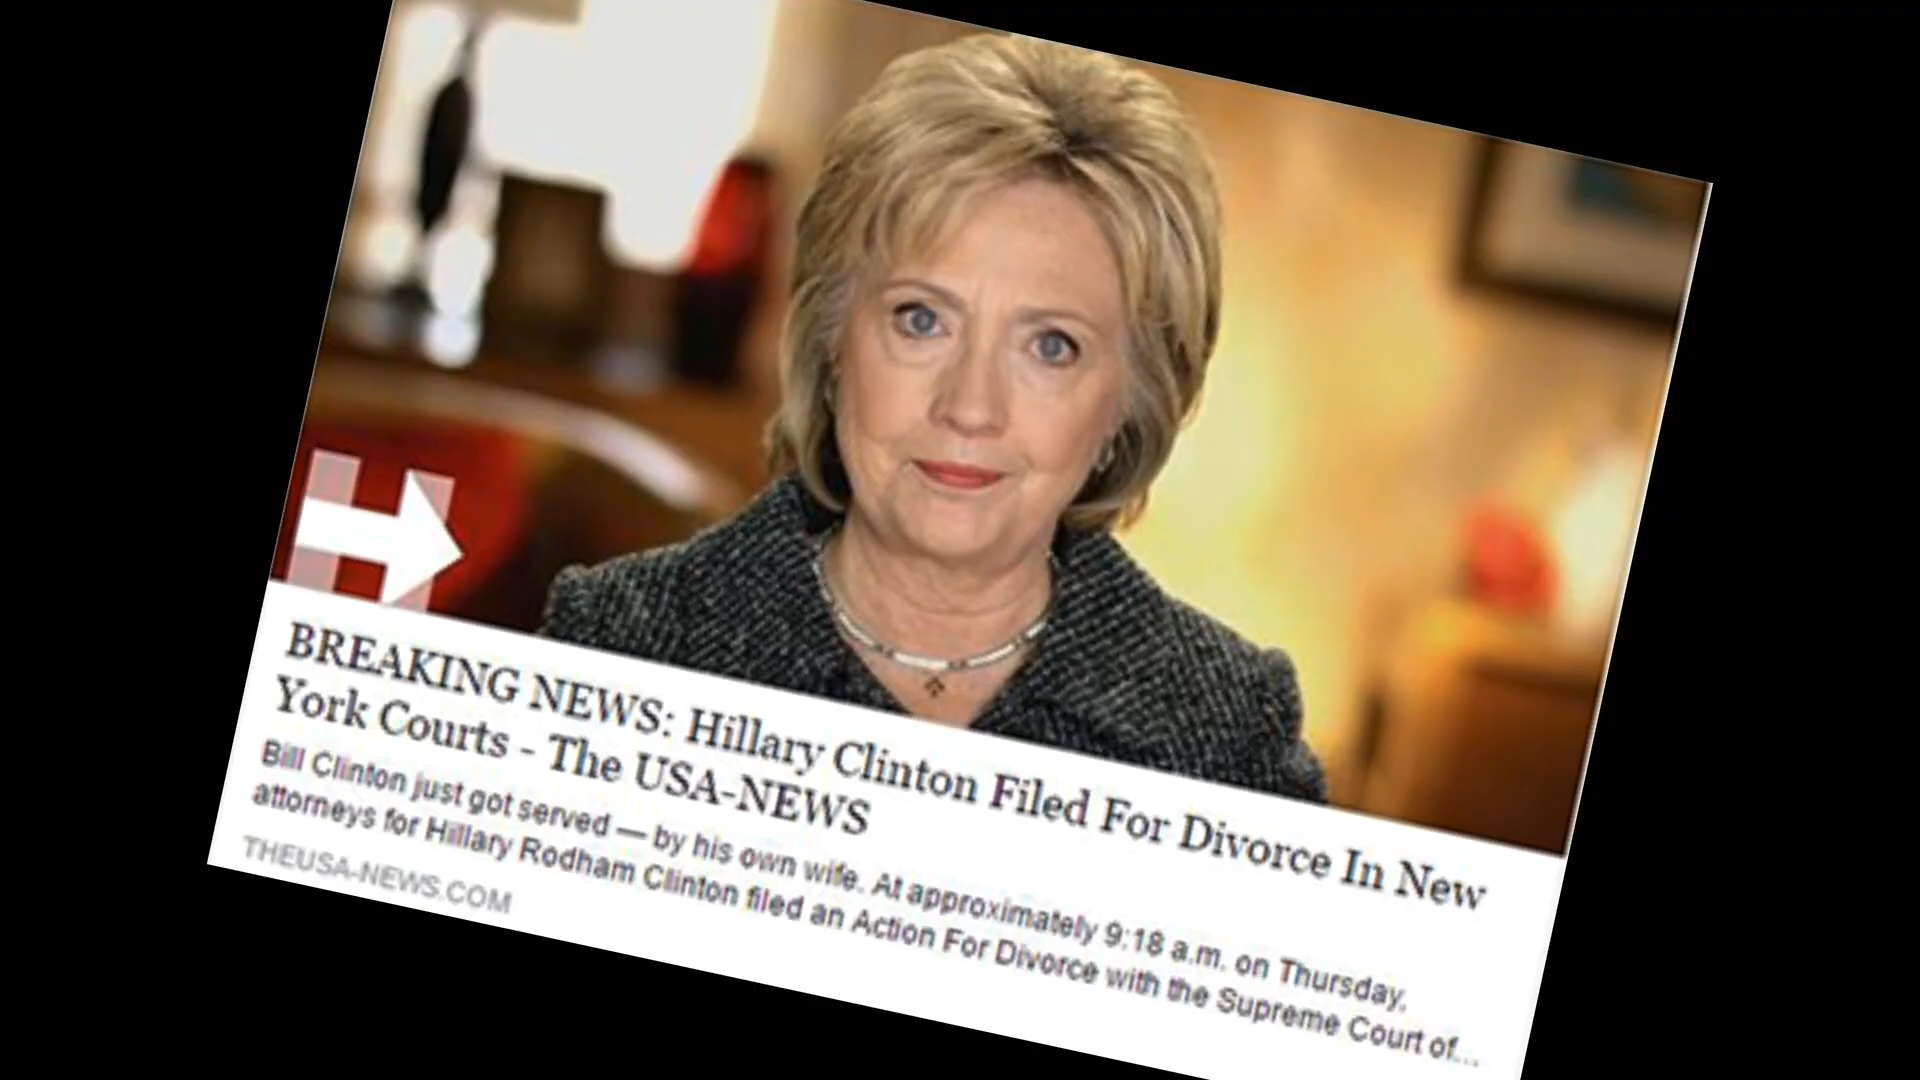 H
BREAKING NEWS: Hillary Clinton Filed For Divorce In New
York Courts - The USA-NEWS
Bill Clinton just got served — by his own wife. At approximately 9:18 a.m. on Thursday,
attorneys for Hillary Rodham Clinton filed an Action For Divorce with the Supreme Court of...
THEUSA-NEWS.COM